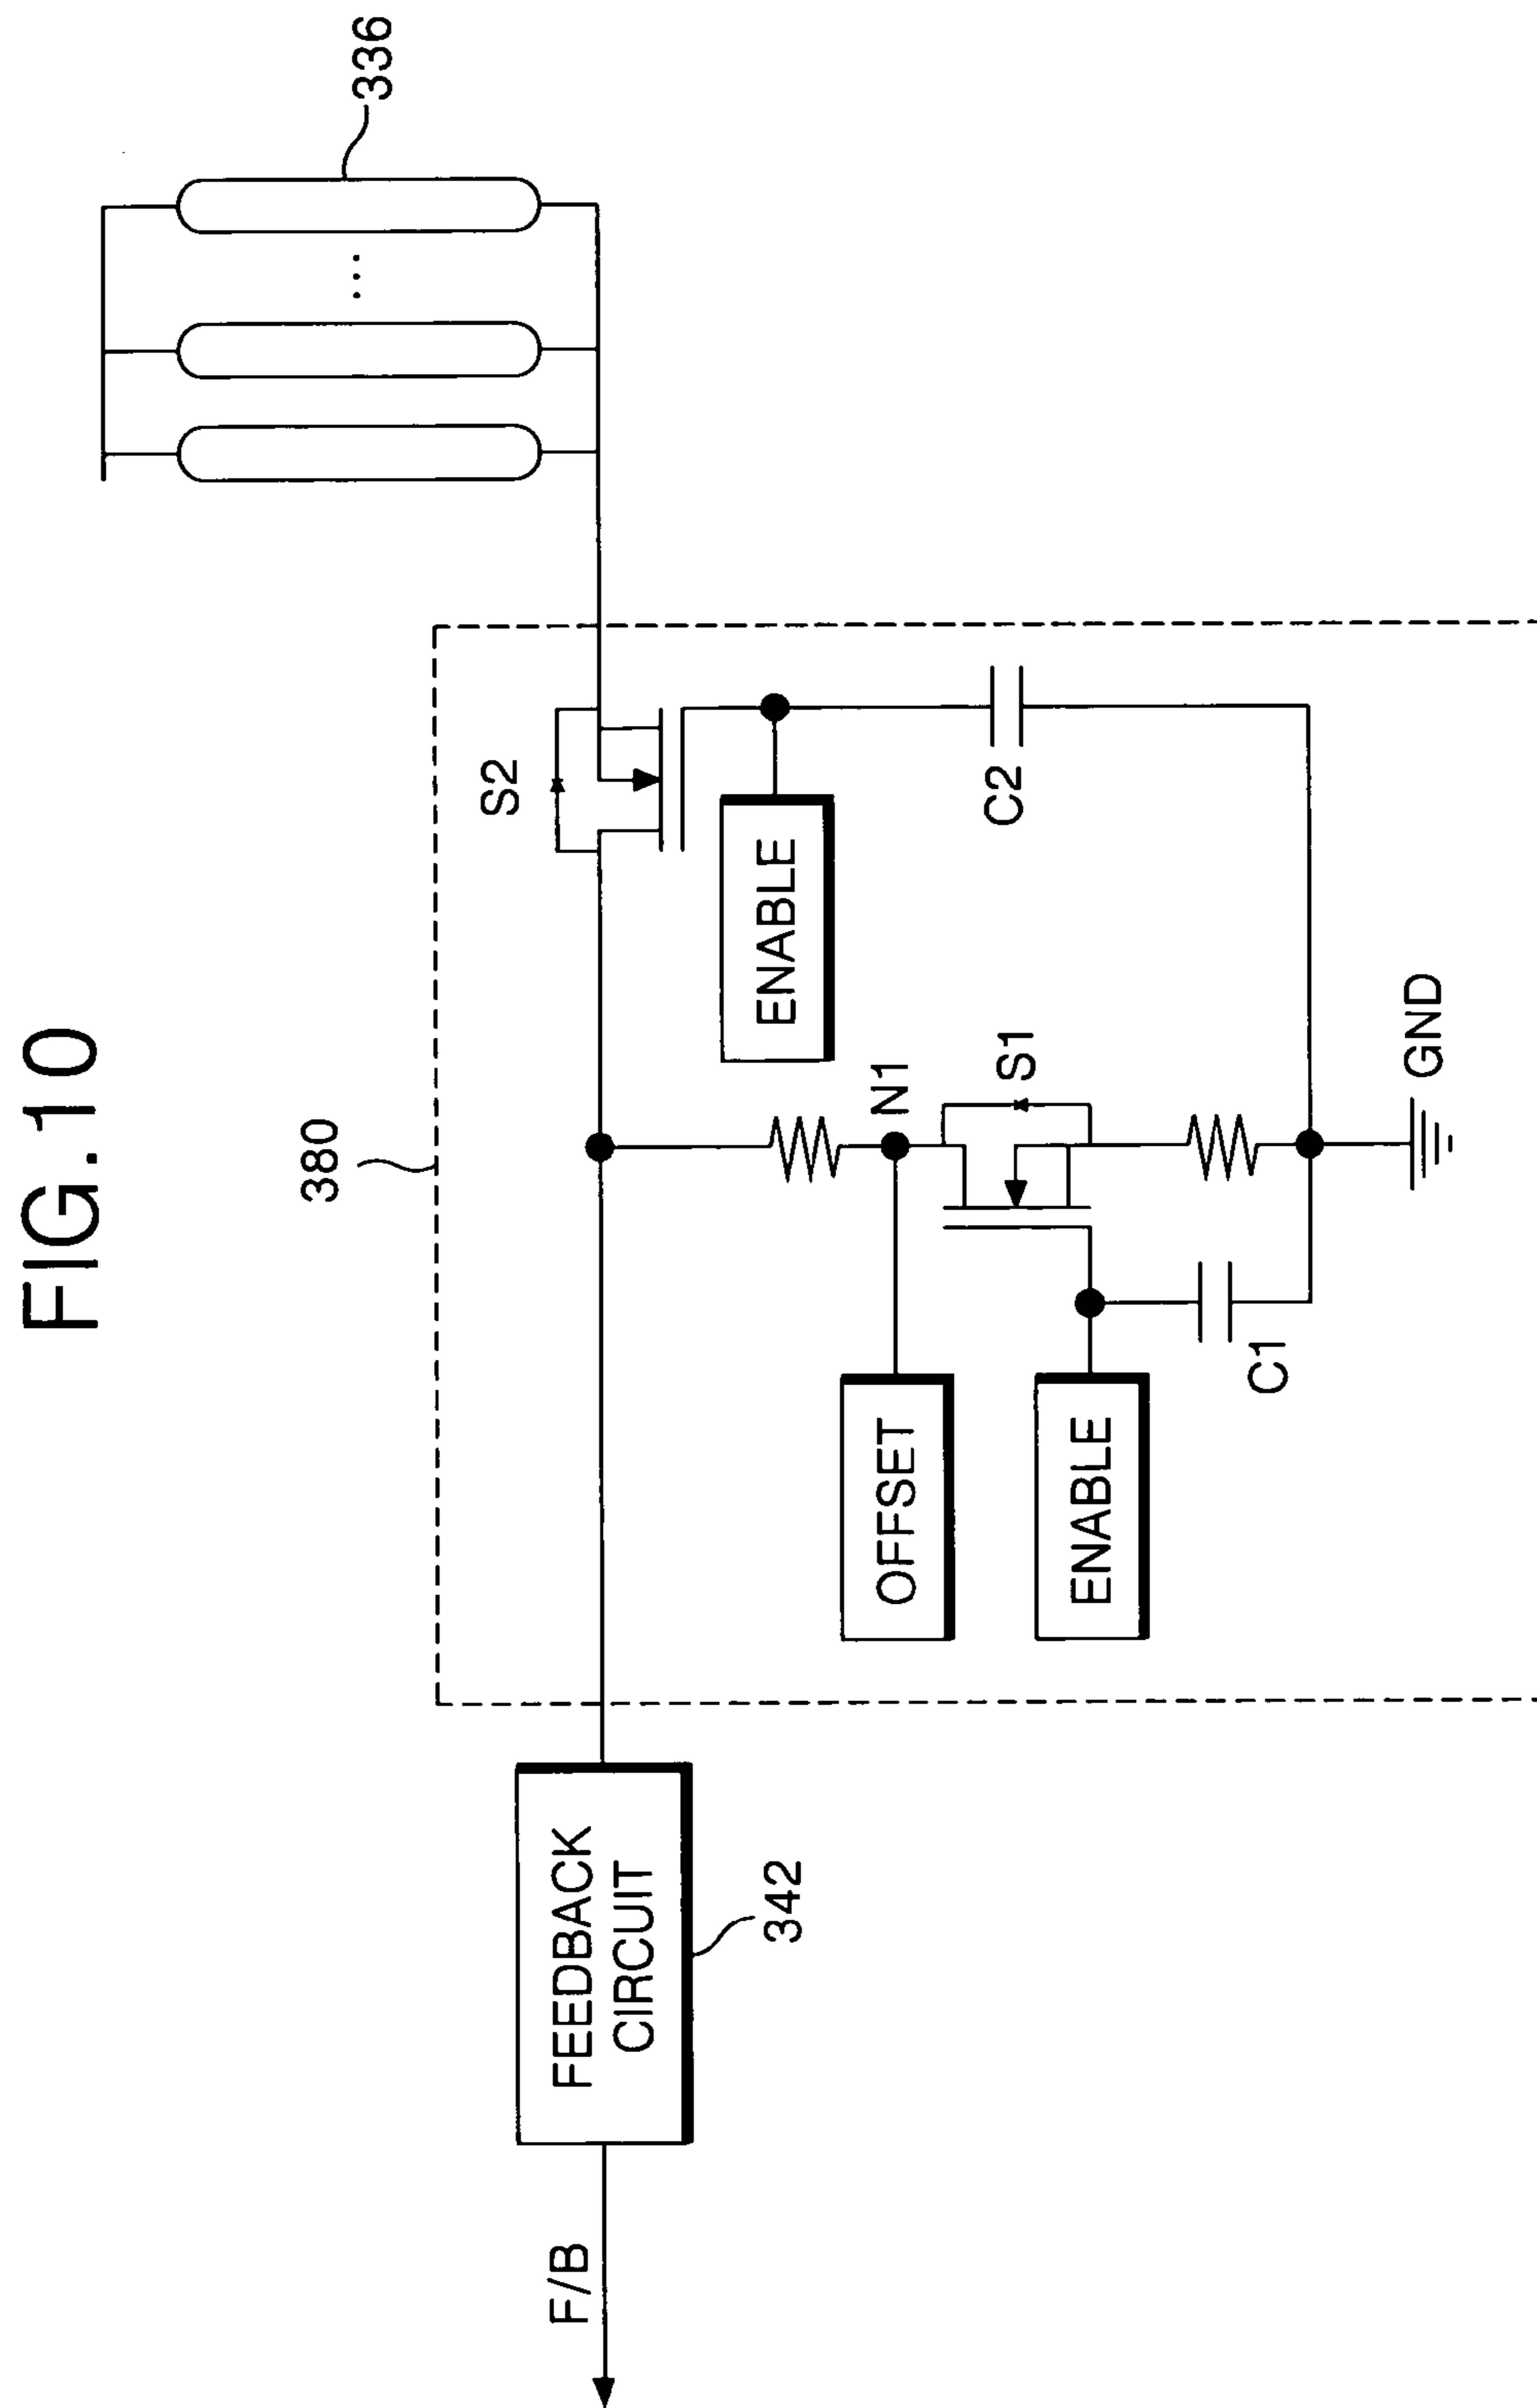 FIG.10
380
336
S2
ENABLE
C2
N1
S1
OFFSET
ENABLE
C1
GND
FEEDBACK
CIRCUIT
342
F/B